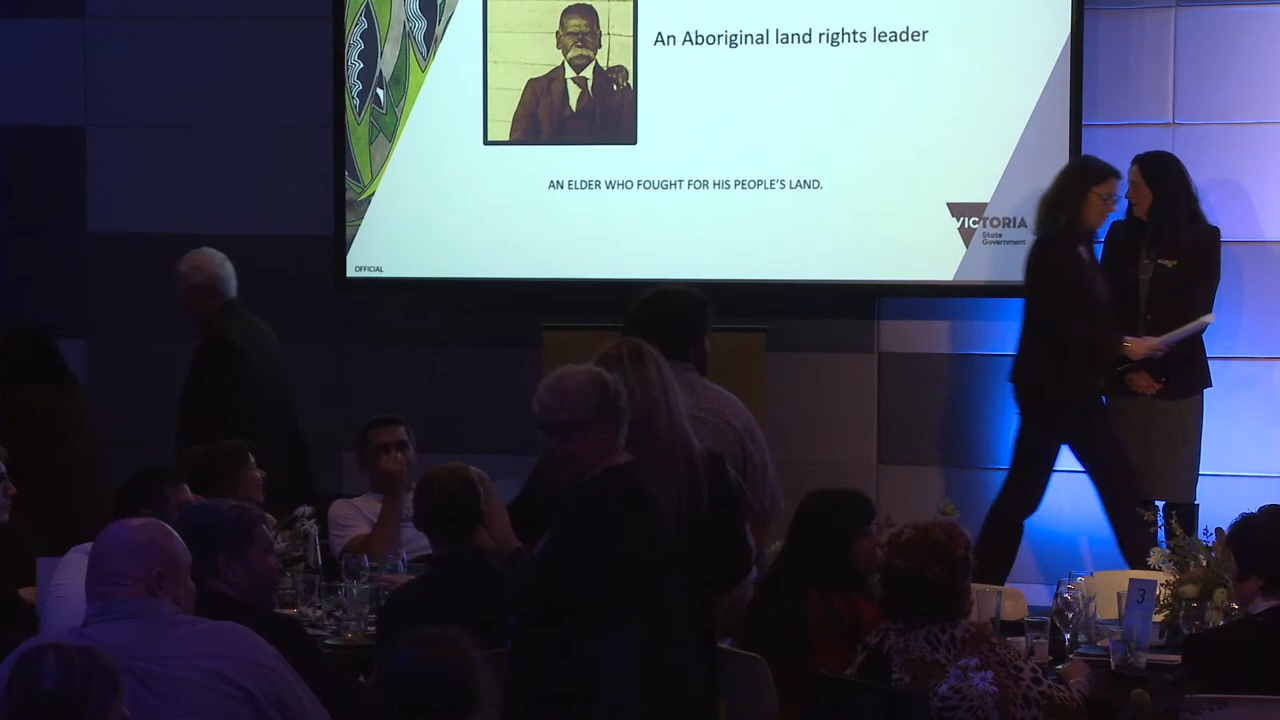 An Aboriginal land rights leader
AN ELDER WHO FOUGHT FOR HIS PEOPLE'S LAND.
VICTORIA
State
Government
OFFICIAL
3